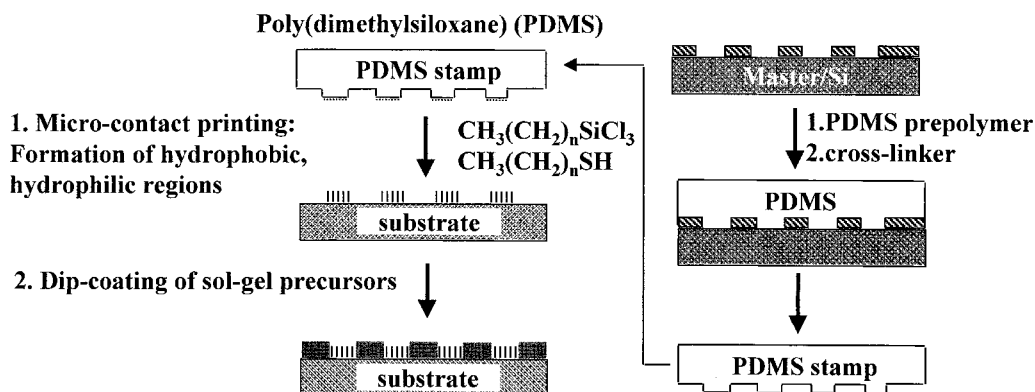 Poly(dimethylsiloxane) (PDMS)
PDMS stamp
1. Micro-contact printing:
Formation of hydrophobic,
hydrophilic regions
CH₃(CH₂)ₙSiCl₃
CH₃(CH₂)ₙSH
substrate
2. Dip-coating of sol-gel precursors
substrate
Master/Si
1.PDMS prepolymer
2.cross-linker
PDMS
PDMS stamp